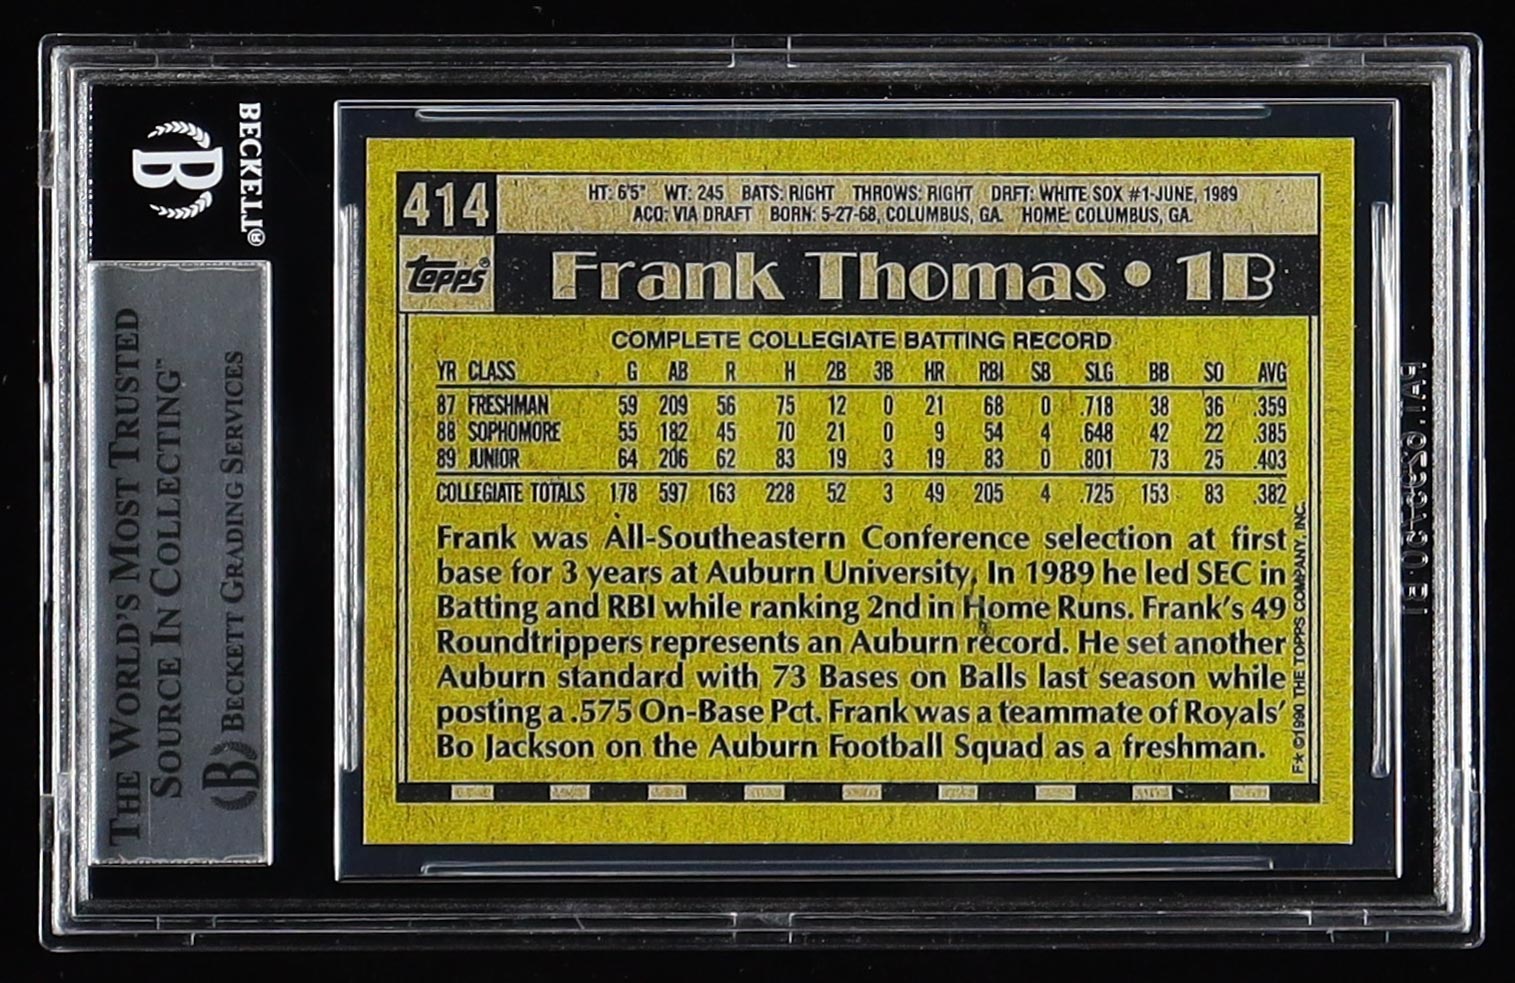 BECKETT®
B
THE WORLD'S MOST TRUSTED
SOURCE IN COLLECTING™
B BECKETT GRADING SERVICES
414
HT: 6'5" WT: 245 BATS: RIGHT THROWS: RIGHT DRFT: WHITE SOX #1-JUNE, 1989
ACQ: VIA DRAFT BORN: 5-27-68, COLUMBUS, GA. HOME: COLUMBUS, GA.
Topps®
Frank Thomas • 1B
COMPLETE COLLEGIATE BATTING RECORD
YR CLASS G AB R H 2B 3B HR RBI SB SLG BB SO AVG
87 FRESHMAN 59 209 56 75 12 0 21 68 0 .718 38 36 .359
88 SOPHOMORE 55 182 45 70 21 0 9 54 4 .648 42 22 .385
89 JUNIOR 64 206 62 83 19 3 19 83 0 .801 73 25 .403
COLLEGIATE TOTALS 178 597 163 228 52 3 49 205 4 .725 153 83 .382
Frank was All-Southeastern Conference selection at first
base for 3 years at Auburn University. In 1989 he led SEC in
Batting and RBI while ranking 2nd in Home Runs. Frank's 49
Roundtrippers represents an Auburn record. He set another
Auburn standard with 73 Bases on Balls last season while
posting a .575 On-Base Pct. Frank was a teammate of Royals'
Bo Jackson on the Auburn Football Squad as a freshman.
F★ ©1990 THE TOPPS COMPANY, INC.